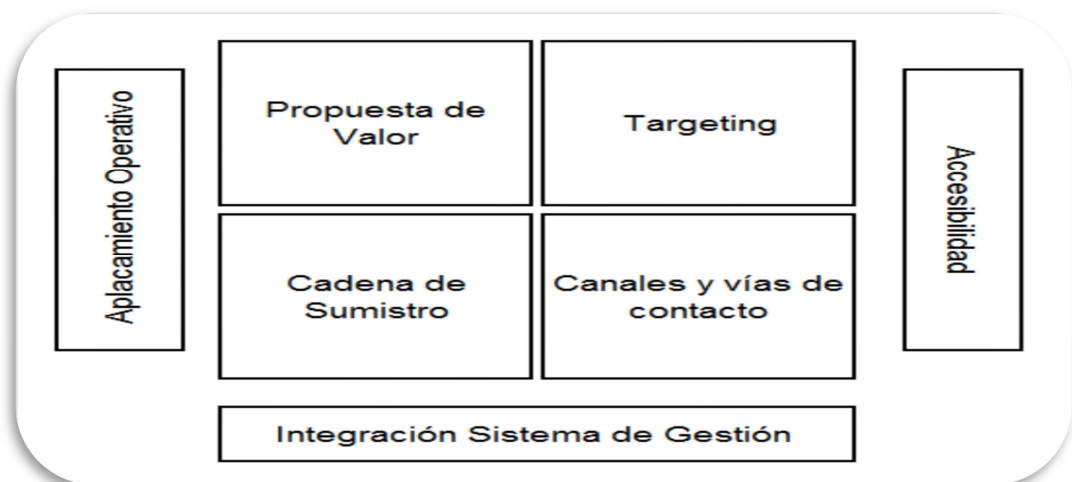 Aplacamiento Operativo
Propuesta de
Valor
Targeting
Accesibilidad
Cadena de
Sumistro
Canales y vías de
contacto
Integración Sistema de Gestión